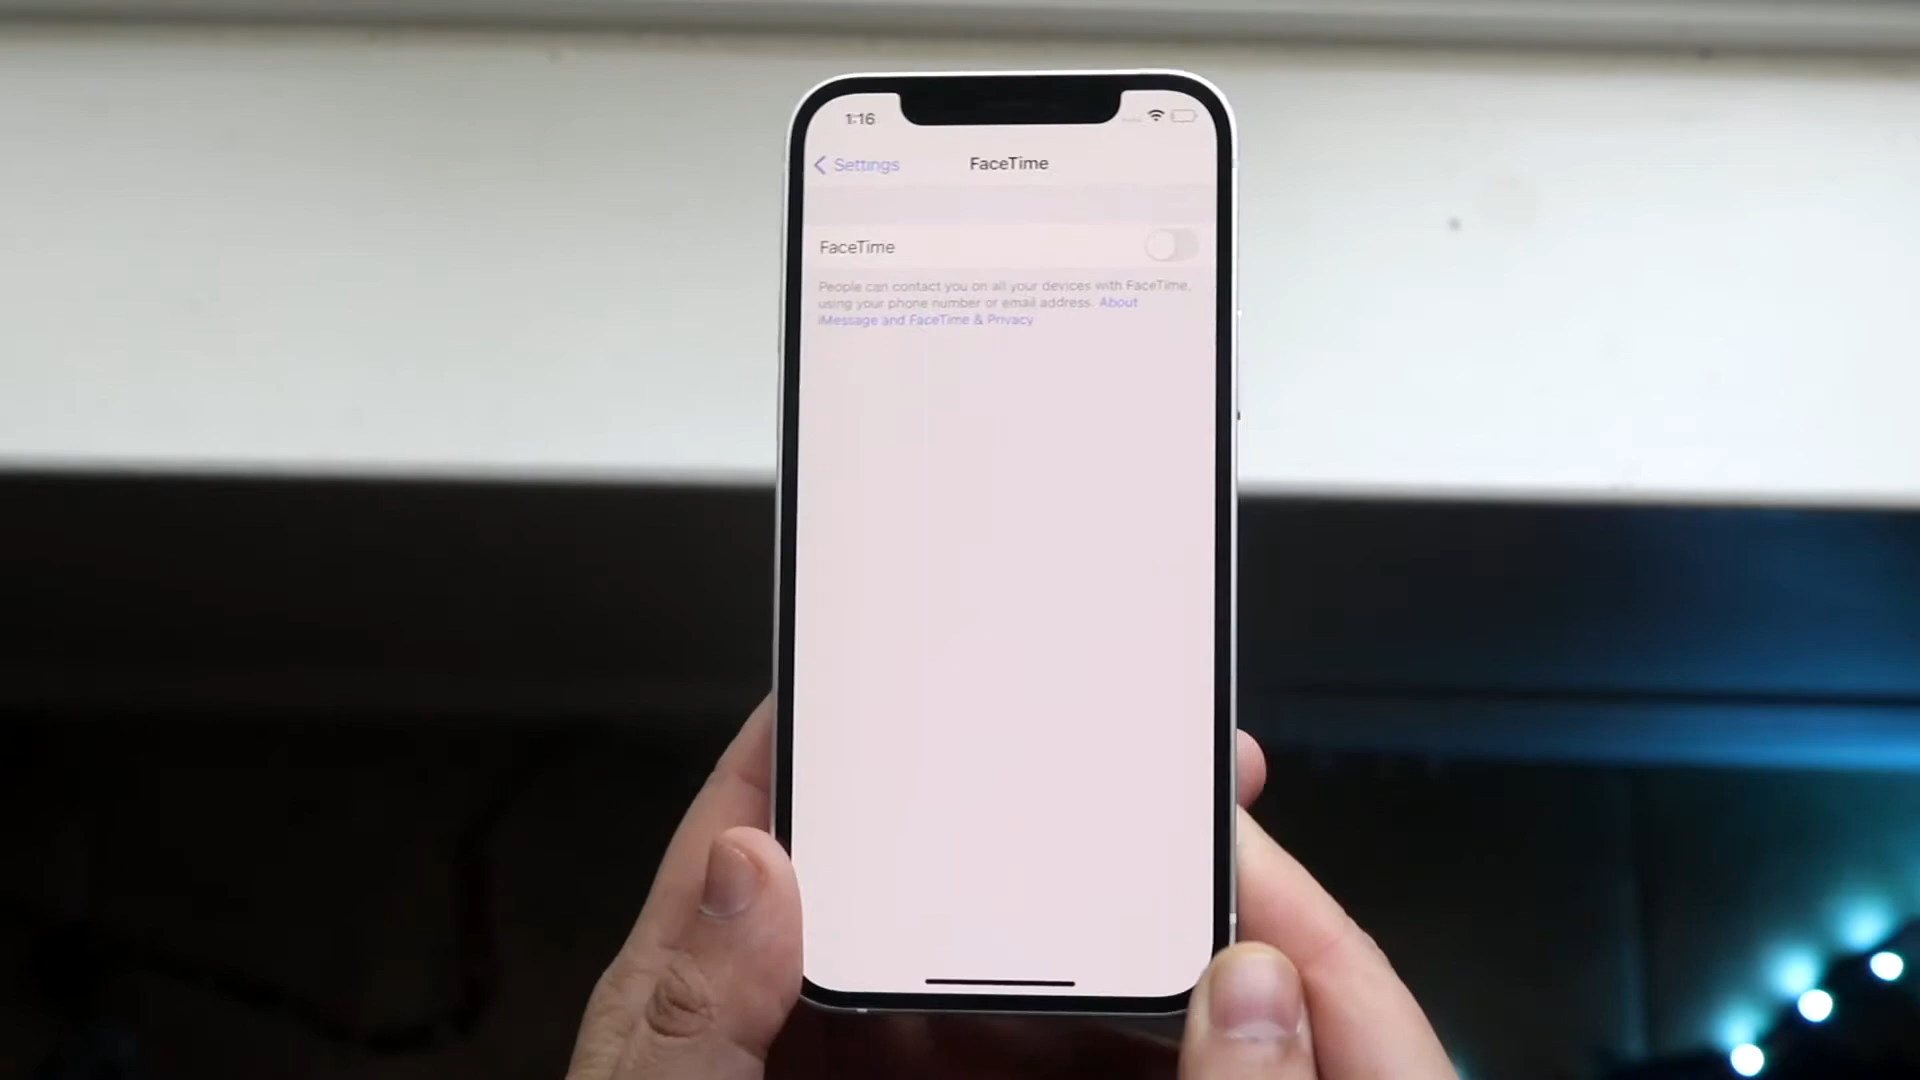 1:16
Settings
FaceTime
FaceTime
People can contact you on all your devices with FaceTime,
using your phone number or email address. About
iMessage and FaceTime & Privacy